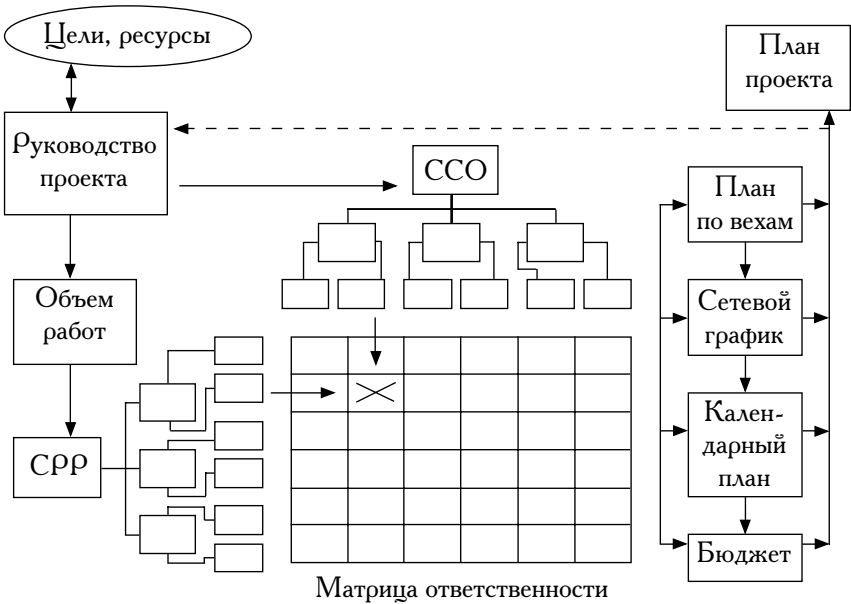 Цели, ресурсы
План
проекта
Руководство
проекта
ССО
План
по вехам
Объем
работ
Сетевой
график
Кален-
дарный
план
СРР
Бюджет
Матрица ответственности